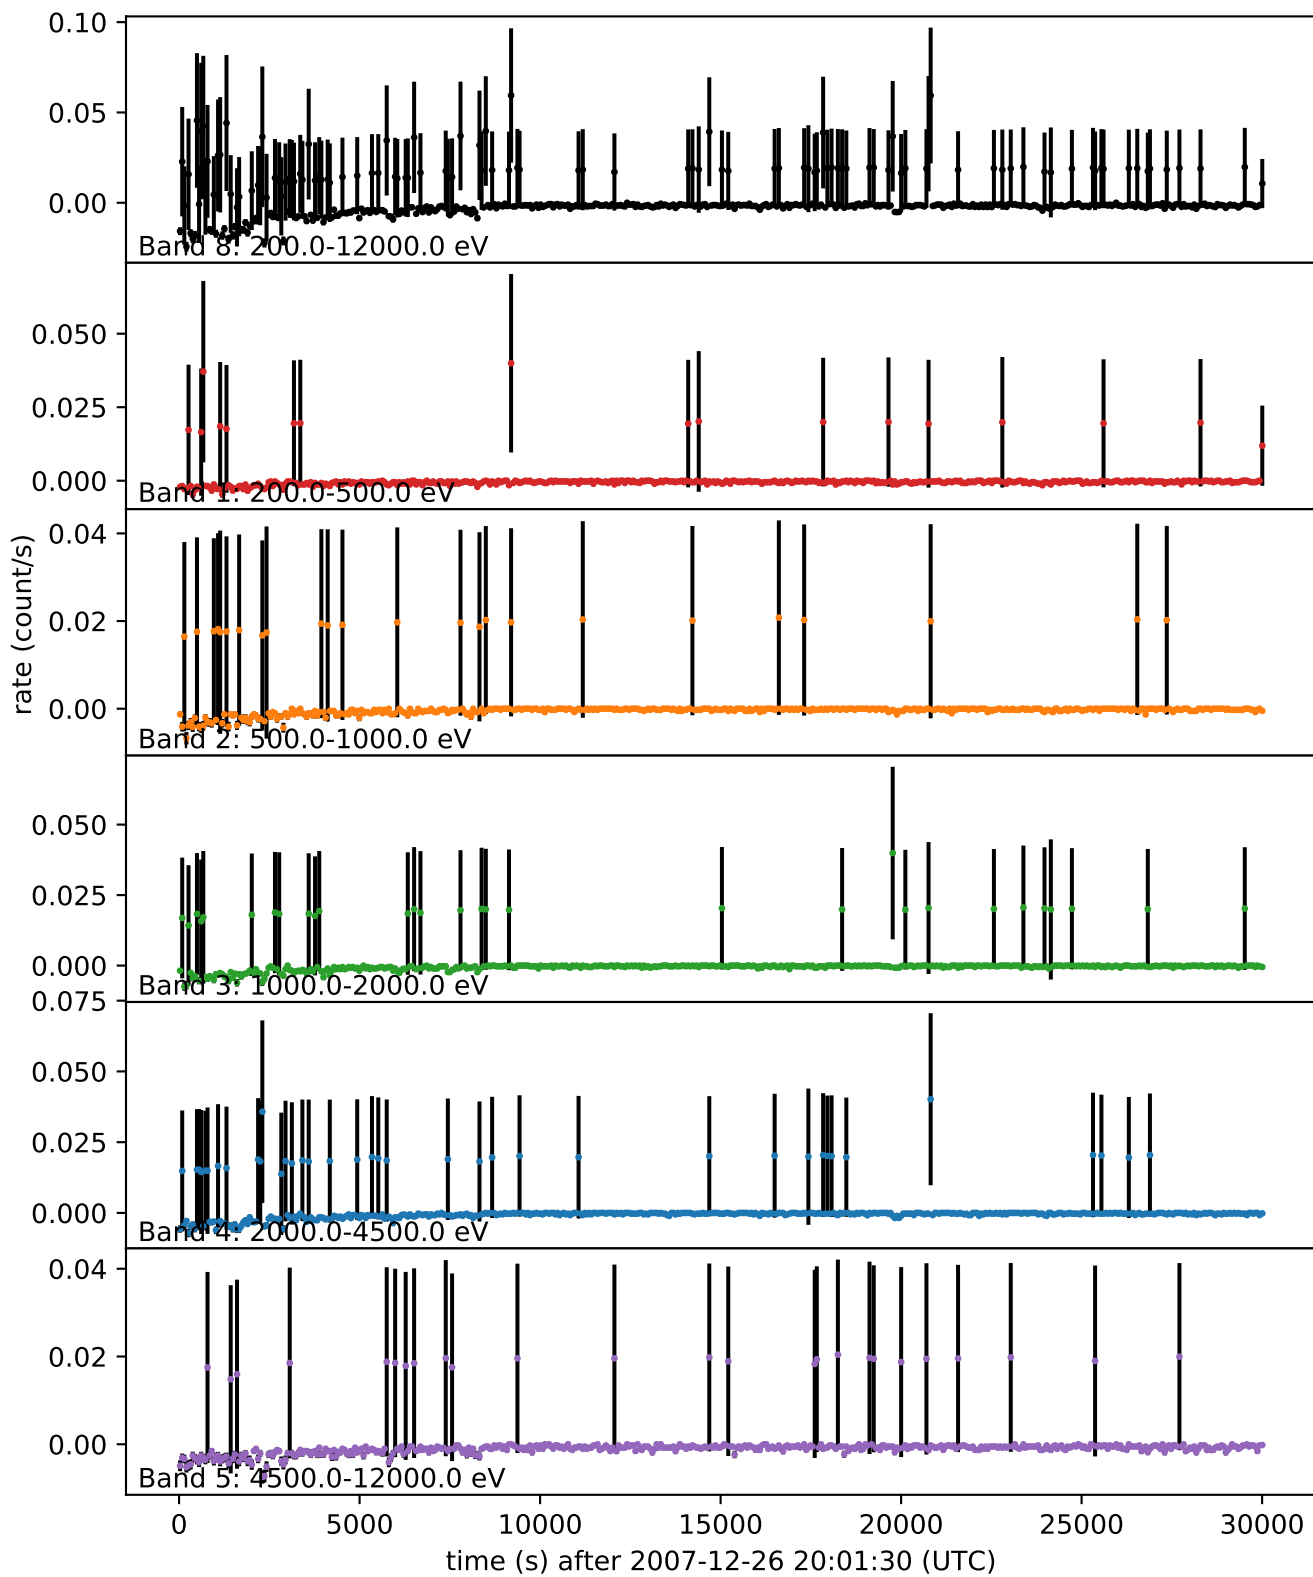 0.10
0.05
0.00
Band 8: 200.0-12000.0 eV
0.050
0.025
0.000
Band 1: 200.0-500.0 eV
0.04
0.02
0.00
rate (count/s)
Band 2: 500.0-1000.0 eV
0.050
0.025
0.000
Band 3: 1000.0-2000.0 eV
0.075
0.050
0.025
0.000
Band 4: 2000.0-4500.0 eV
0.04
0.02
0.00
Band 5: 4500.0-12000.0 eV
0 5000 10000 15000 20000 25000 30000
time (s) after 2007-12-26 20:01:30 (UTC)